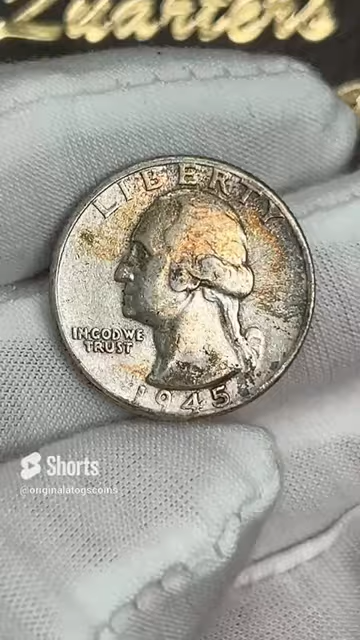 Quarters
LIBERTY
IN GOD WE
TRUST
1945
Shorts
@originalatogscoins